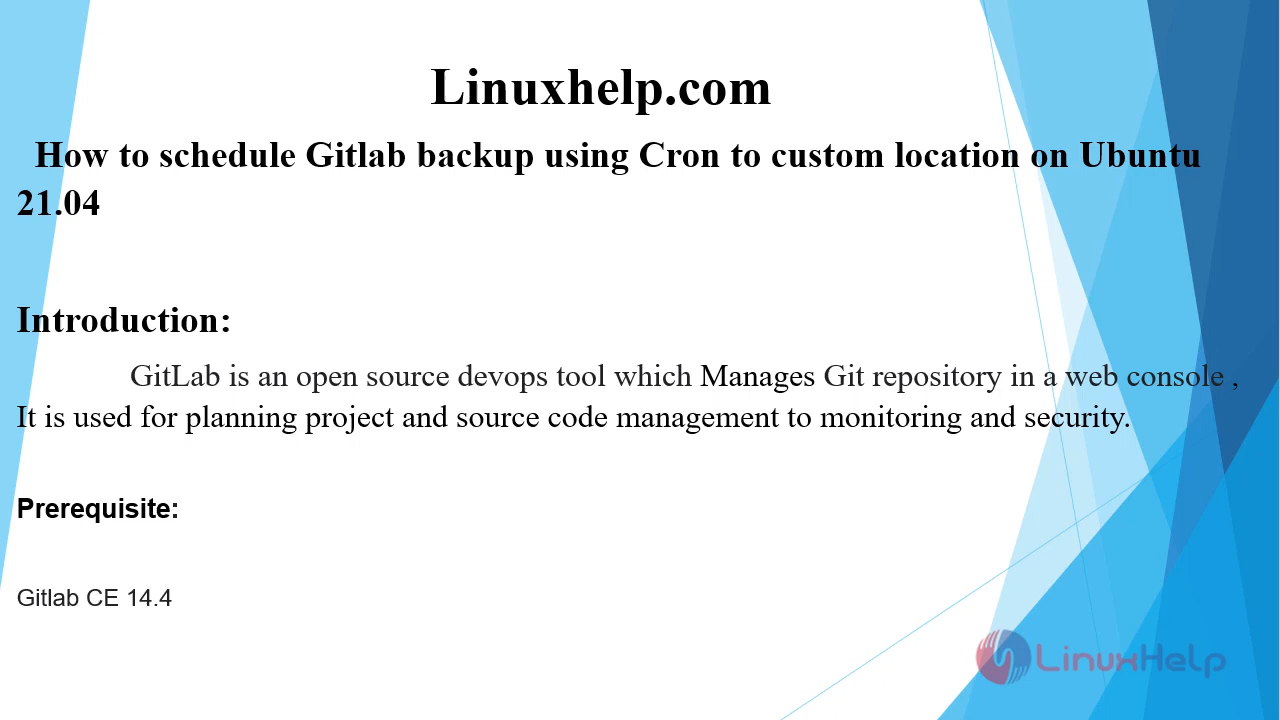 Linuxhelp.com
How to schedule Gitlab backup using Cron to custom location on Ubuntu
21.04
Introduction:
GitLab is an open source devops tool which Manages Git repository in a web console ,
It is used for planning project and source code management to monitoring and security.
Prerequisite:
Gitlab CE 14.4
LinuxHelp